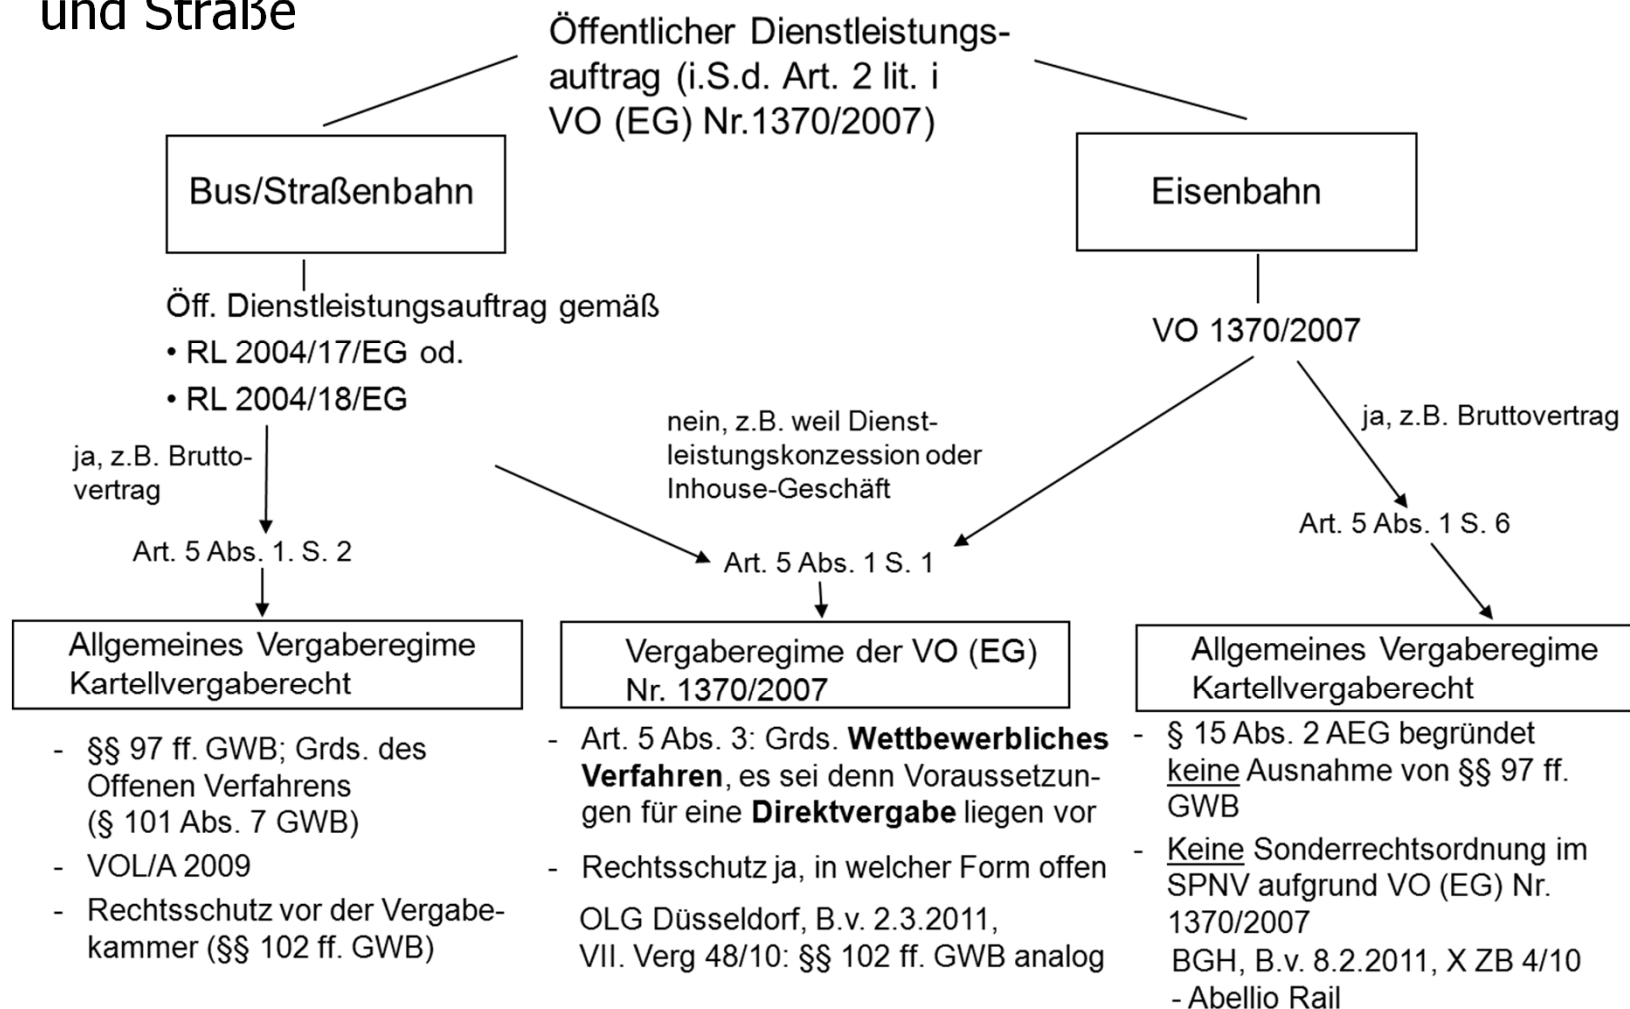 und Straße
Öffentlicher Dienstleistungs-
auftrag (i.S.d. Art. 2 lit. i
VO (EG) Nr.1370/2007)
Bus/Straßenbahn
Eisenbahn
Öff. Dienstleistungsauftrag gemäß
• RL 2004/17/EG od.
• RL 2004/18/EG
VO 1370/2007
ja, z.B. Brutto-
vertrag
nein, z.B. weil Dienst-
leistungskonzession oder
Inhouse-Geschäft
ja, z.B. Bruttovertrag
Art. 5 Abs. 1. S. 2
Art. 5 Abs. 1 S. 1
Art. 5 Abs. 1 S. 6
Allgemeines Vergaberegime
Kartellvergaberecht
- §§ 97 ff. GWB; Grds. des
Offenen Verfahrens
(§ 101 Abs. 7 GWB)
- VOL/A 2009
- Rechtsschutz vor der Vergabe-
kammer (§§ 102 ff. GWB)
Vergaberegime der VO (EG)
Nr. 1370/2007
- Art. 5 Abs. 3: Grds. Wettbewerbliches
Verfahren, es sei denn Voraussetzun-
gen für eine Direktvergabe liegen vor
- Rechtsschutz ja, in welcher Form offen
OLG Düsseldorf, B.v. 2.3.2011,
VII. Verg 48/10: §§ 102 ff. GWB analog
Allgemeines Vergaberegime
Kartellvergaberecht
- § 15 Abs. 2 AEG begründet
keine Ausnahme von §§ 97 ff.
GWB
- Keine Sonderrechtsordnung im
SPNV aufgrund VO (EG) Nr.
1370/2007
BGH, B.v. 8.2.2011, X ZB 4/10
- Abellio Rail